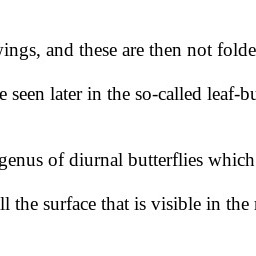 wings, and these are then not folde
e seen later in the so-called leaf-bu
genus of diurnal butterflies which
ll the surface that is visible in the